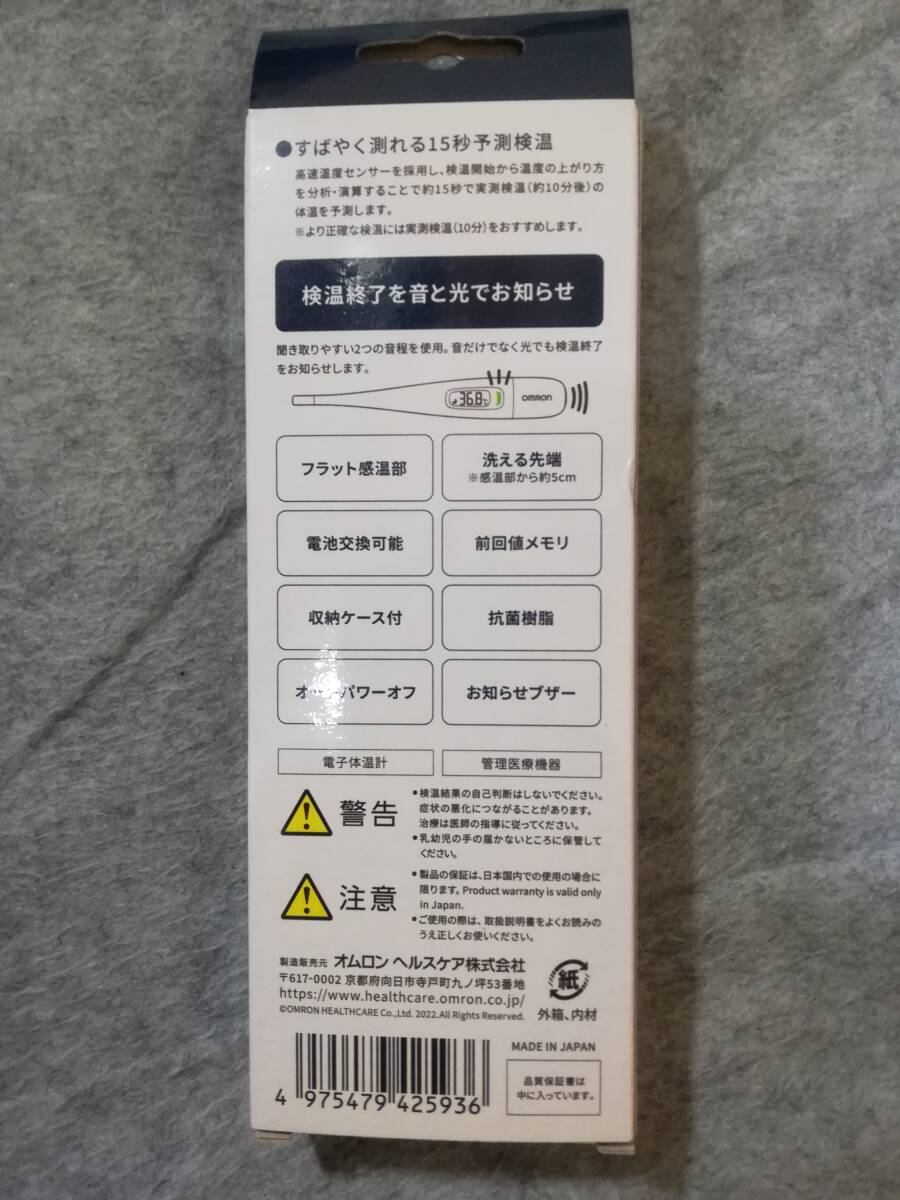 ●すばやく測れる15秒予測検温
高速温度センサーを採用し、検温開始から温度の上がり方
を分析・演算することで約15秒で実測検温(約10分後)の
体温を予測します。
※より正確な検温には実測検温(10分)をおすすめします。
検温終了を音と光でお知らせ
聞き取りやすい2つの音程を使用。音だけでなく光でも検温終了
をお知らせします。
36.8℃
OMRON
フラット感温部
洗える先端
※感温部から約5cm
電池交換可能
前回値メモリ
収納ケース付
抗菌樹脂
オートパワーオフ
お知らせブザー
電子体温計
管理医療機器
警告
•検温結果の自己判断はしないでください。
症状の悪化につながることがあります。
治療は医師の指導に従ってください。
•乳幼児の手の届かないところに保管して
ください。
注意
•製品の保証は、日本国内での使用の場合に
限ります。Product warranty is valid only
in Japan.
•ご使用の際は、取扱説明書をよくお読みの
うえ正しくお使いください。
製造販売元 オムロン ヘルスケア株式会社
〒617-0002 京都府向日市寺戸町九ノ坪53番地
https://www.healthcare.omron.co.jp/
©OMRON HEALTHCARE Co.,Ltd. 2022.All Rights Reserved.
紙
外箱、内材
MADE IN JAPAN
品質保証書は
中に入っています。
4 975479 425936